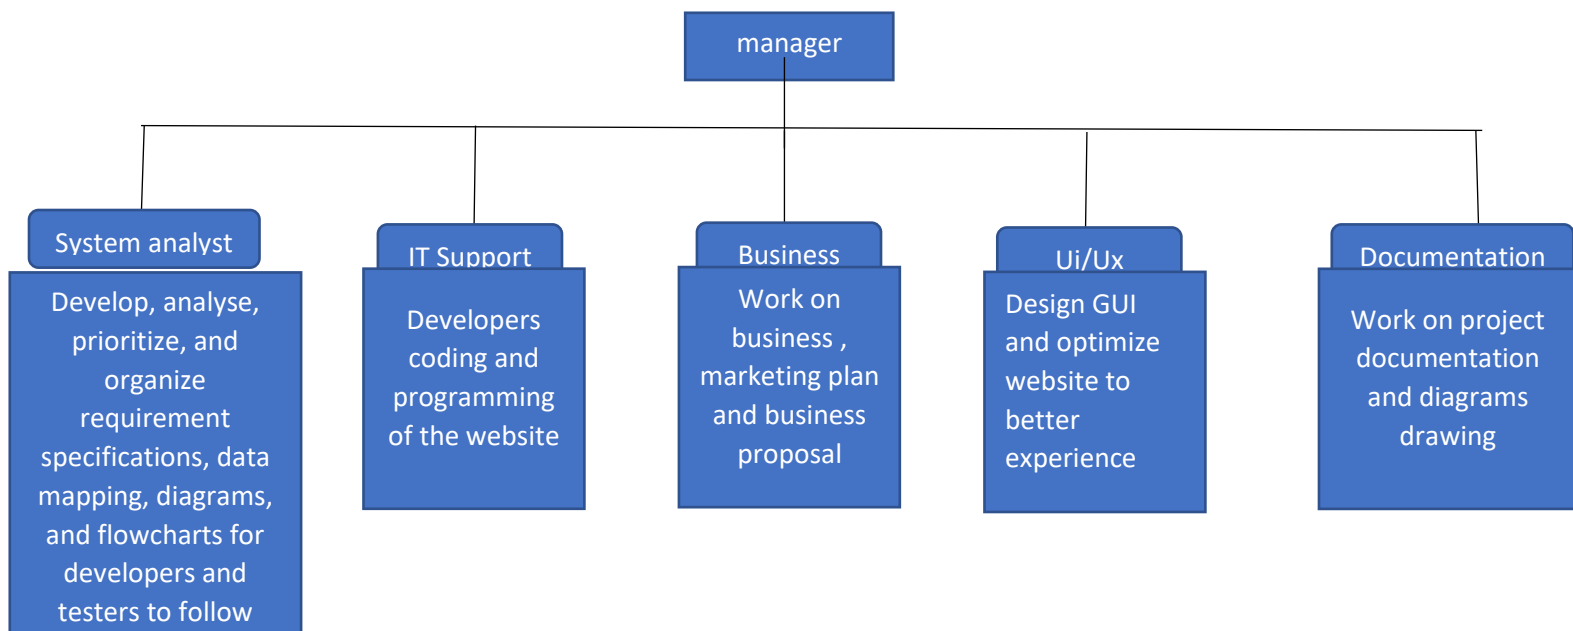 manager
System analyst
Develop, analyse,
prioritize, and
organize
requirement
specifications, data
mapping, diagrams,
and flowcharts for
developers and
testers to follow
IT Support
Developers
coding and
programming
of the website
Business
Work on
business ,
marketing plan
and business
proposal
Ui/Ux
Design GUI
and optimize
website to
better
experience
Documentation
Work on project
documentation
and diagrams
drawing